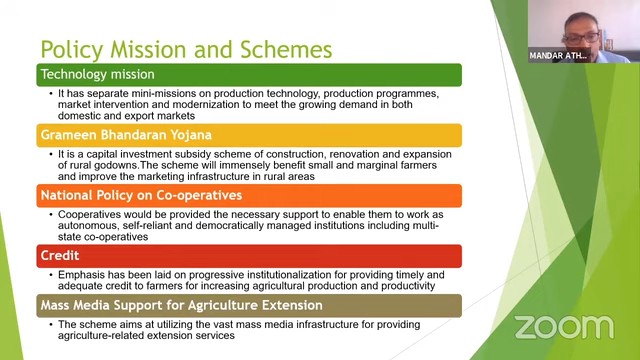 Policy Mission and Schemes
MANDAR ATH...
Technology mission
• It has separate mini-missions on production technology, production programmes,
market intervention and modernization to meet the growing demand in both
domestic and export markets
Grameen Bhandaran Yojana
• It is a capital investment subsidy scheme of construction, renovation and expansion
of rural godowns.The scheme will immensely benefit small and marginal farmers
and improve the marketing infrastructure in rural areas
National Policy on Co-operatives
• Cooperatives would be provided the necessary support to enable them to work as
autonomous, self-reliant and democratically managed institutions including multi-
state co-operatives
Credit
• Emphasis has been laid on progressive institutionalization for providing timely and
adequate credit to farmers for increasing agricultural production and productivity
Mass Media Support for Agriculture Extension
• The scheme aims at utilizing the vast mass media infrastructure for providing
agriculture-related extension services
zoom